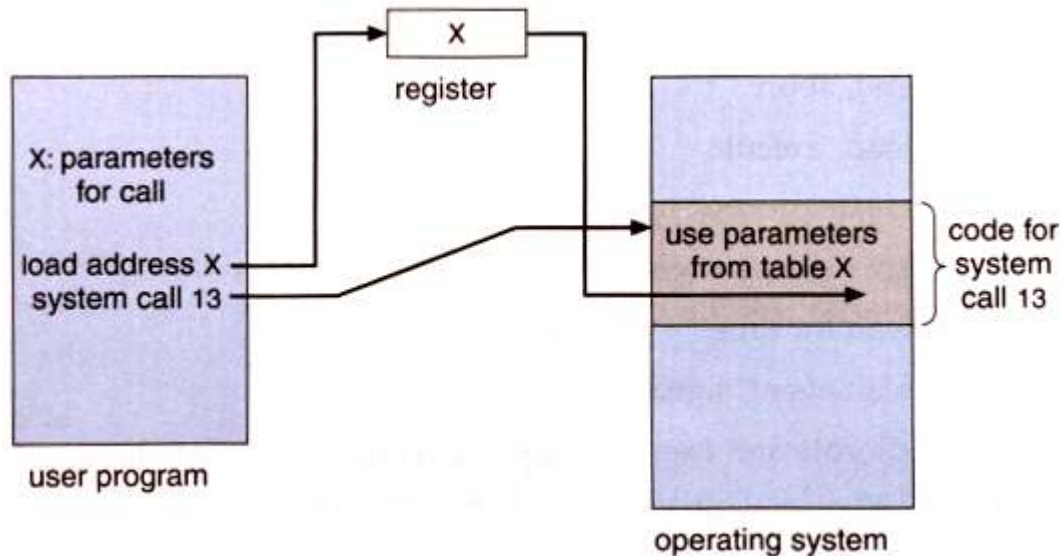 X
register
X: parameters
for call
load address X
system call 13
user program
use parameters
from table X
code for
system
call 13
operating system